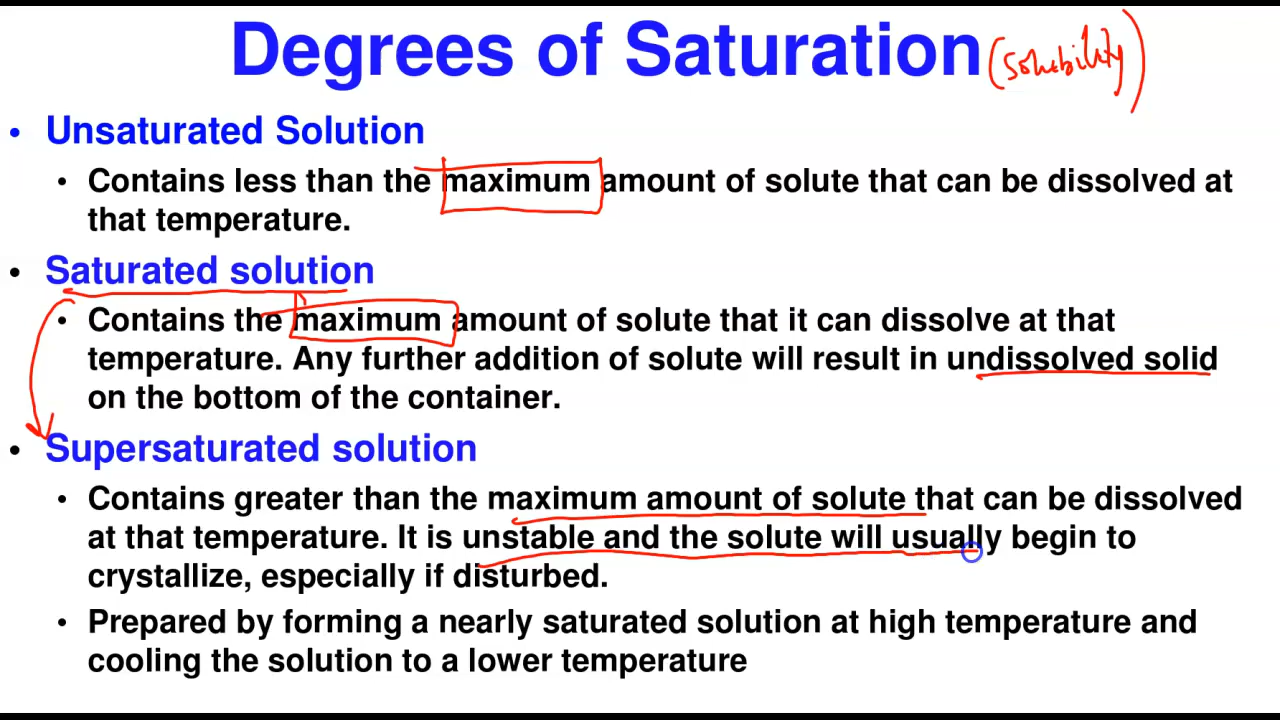 Degrees of Saturation (Solubility)
• Unsaturated Solution
• Contains less than the maximum amount of solute that can be dissolved at
that temperature.
• Saturated solution
• Contains the maximum amount of solute that it can dissolve at that
temperature. Any further addition of solute will result in undissolved solid
on the bottom of the container.
• Supersaturated solution
• Contains greater than the maximum amount of solute that can be dissolved
at that temperature. It is unstable and the solute will usually begin to
crystallize, especially if disturbed.
• Prepared by forming a nearly saturated solution at high temperature and
cooling the solution to a lower temperature